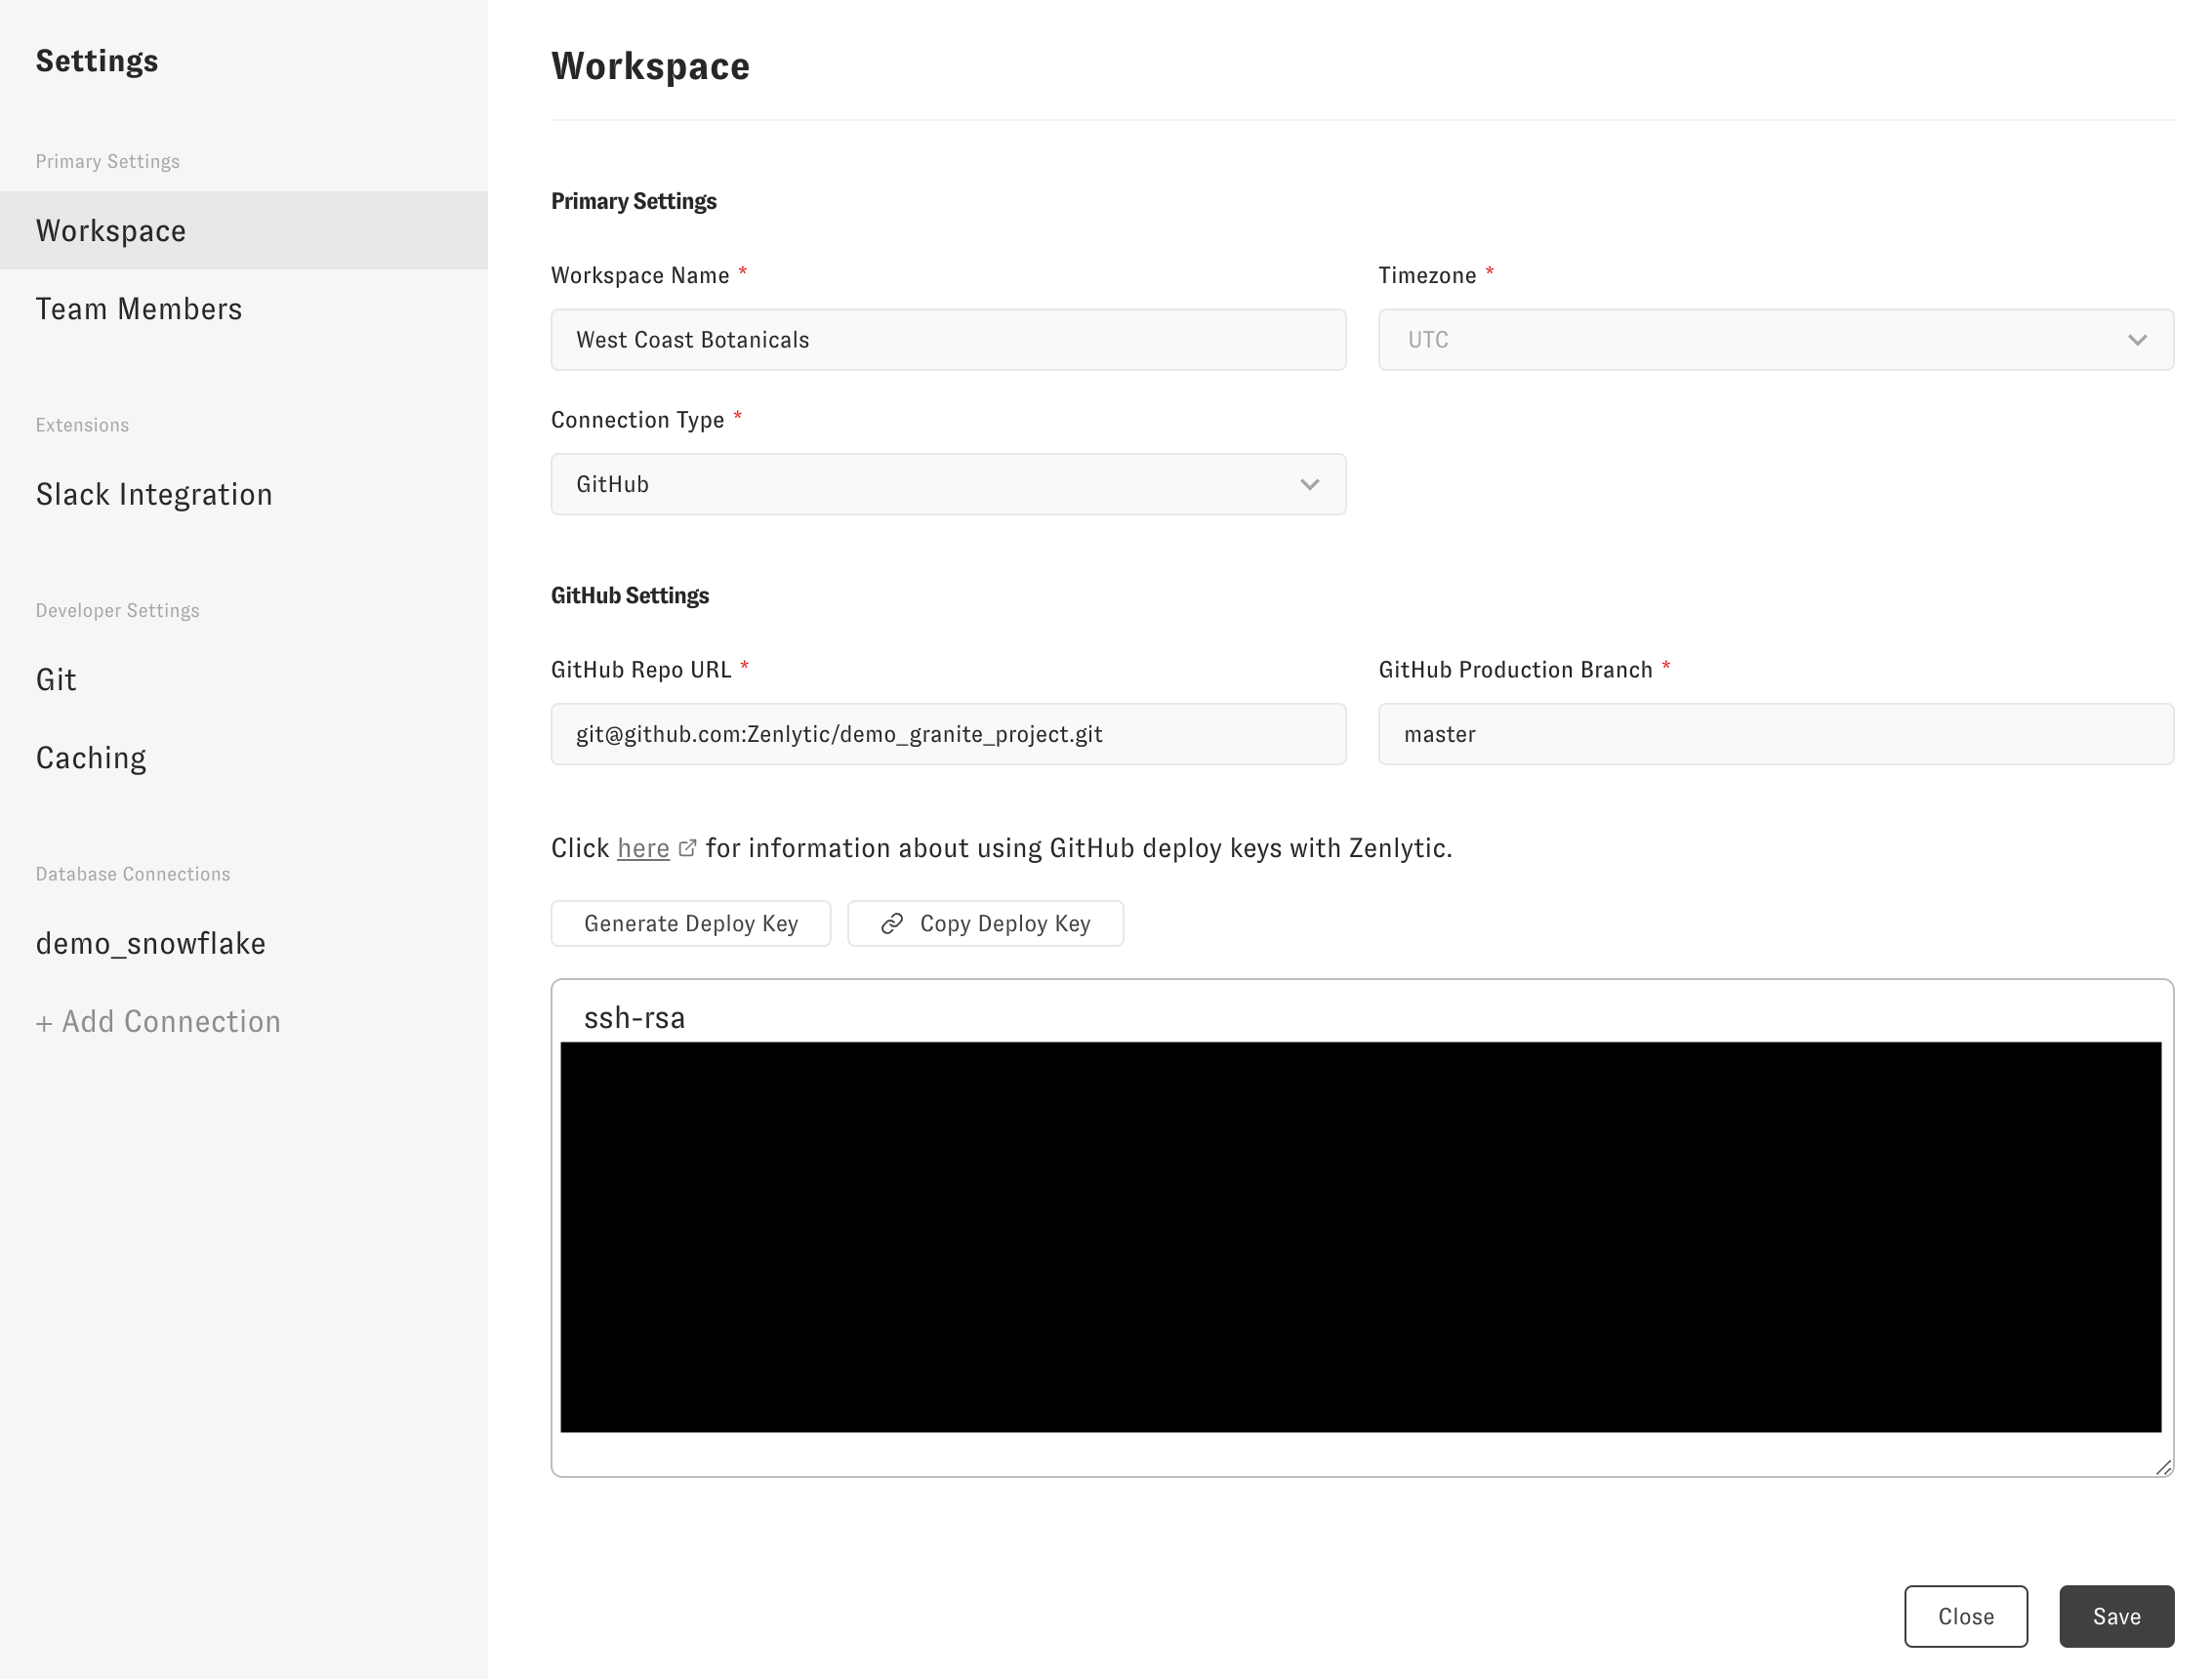 Settings
Primary Settings
Workspace
Team Members
Extensions
Slack Integration
Developer Settings
Git
Caching
Database Connections
demo_snowflake
+ Add Connection
Workspace
Primary Settings
Workspace Name *
West Coast Botanicals
Timezone *
UTC
Connection Type *
GitHub
GitHub Settings
GitHub Repo URL *
git@github.com:Zenlytic/demo_granite_project.git
GitHub Production Branch *
master
Click here for information about using GitHub deploy keys with Zenlytic.
Generate Deploy Key
Copy Deploy Key
ssh-rsa
Close
Save